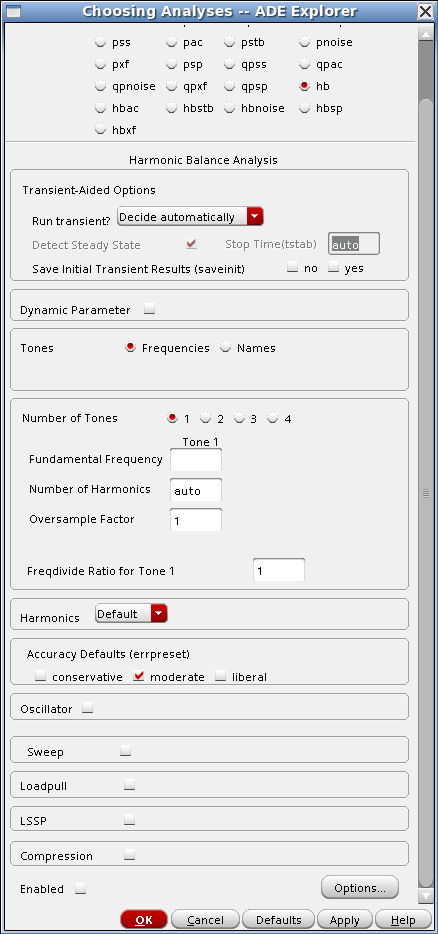 Choosing Analyses -- ADE Explorer
pss pac pstb pnoise
pxf psp qpss qpac
qpnoise qpxf qpsp hb
hbac hbstb hbnoise hbsp
hbxf
Harmonic Balance Analysis
Transient-Aided Options
Run transient? Decide automatically
Detect Steady State Stop Time(tstab) auto
Save Initial Transient Results (saveinit) no yes
Dynamic Parameter
Tones Frequencies Names
Number of Tones 1 2 3 4
Tone 1
Fundamental Frequency
Number of Harmonics auto
Oversample Factor 1
Freqdivide Ratio for Tone 1 1
Harmonics Default
Accuracy Defaults (errpreset)
conservative moderate liberal
Oscillator
Sweep
Loadpull
LSSP
Compression
Enabled Options...
OK Cancel Defaults Apply Help